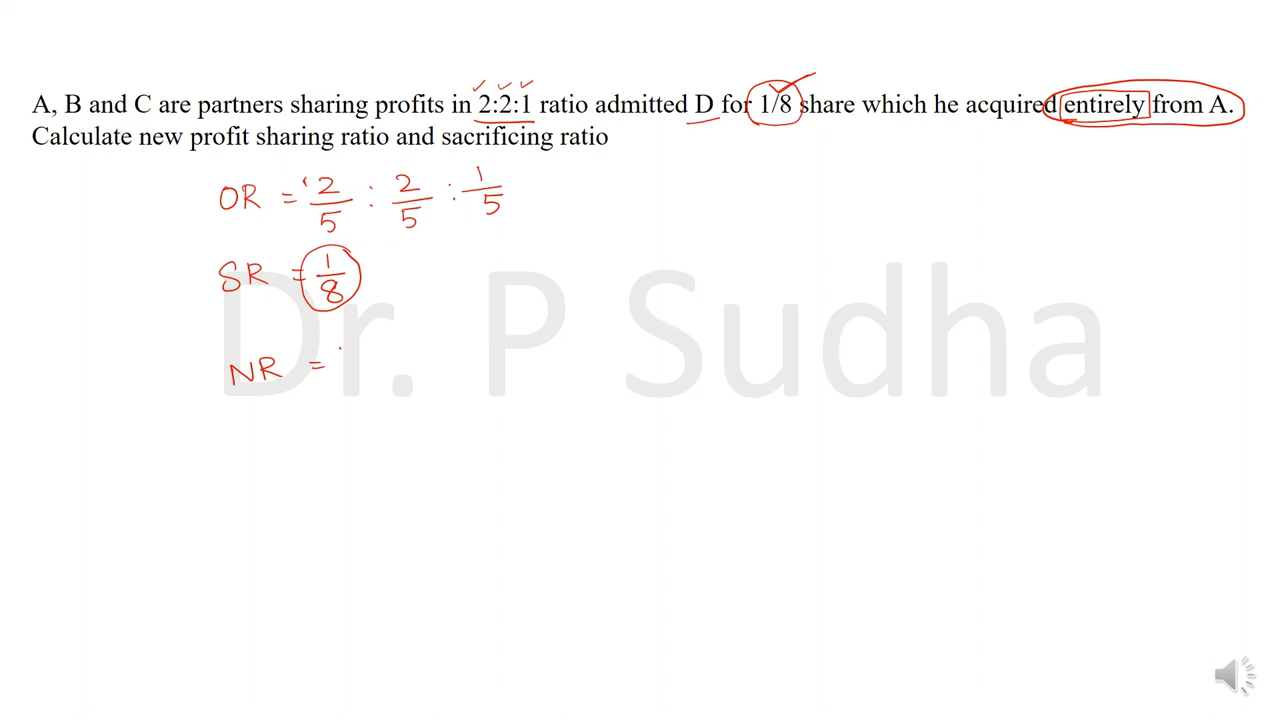 A, B and C are partners sharing profits in 2:2:1 ratio admitted D for 1/8 share which he acquired entirely from A.
Calculate new profit sharing ratio and sacrificing ratio
OR = 2/5 : 2/5 : 1/5
SR = 1/8
NR =
Dr. P Sudha